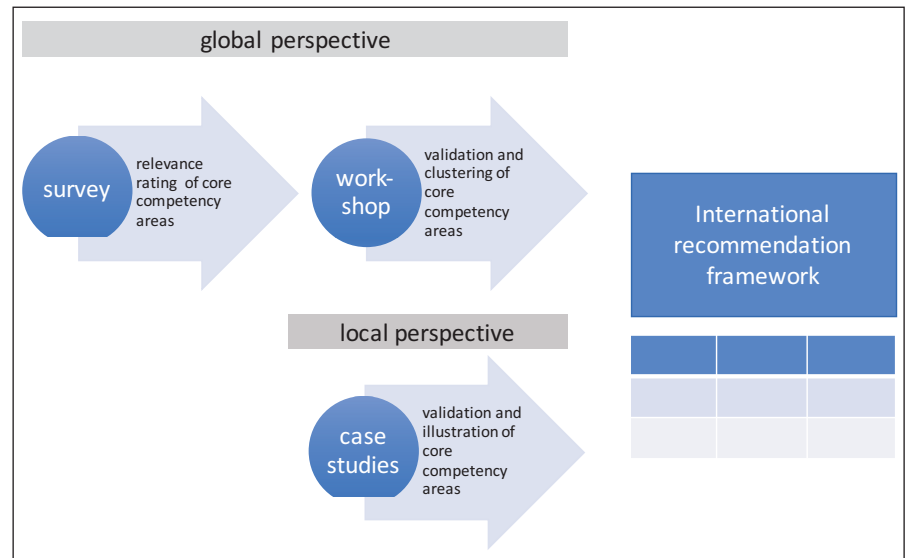 global perspective
survey
relevance
rating of core
competency
areas
work-
shop
validation and
clustering of
core
competency
areas
International
recommendation
framework
local perspective
case
studies
validation and
illustration of
core
competency
areas